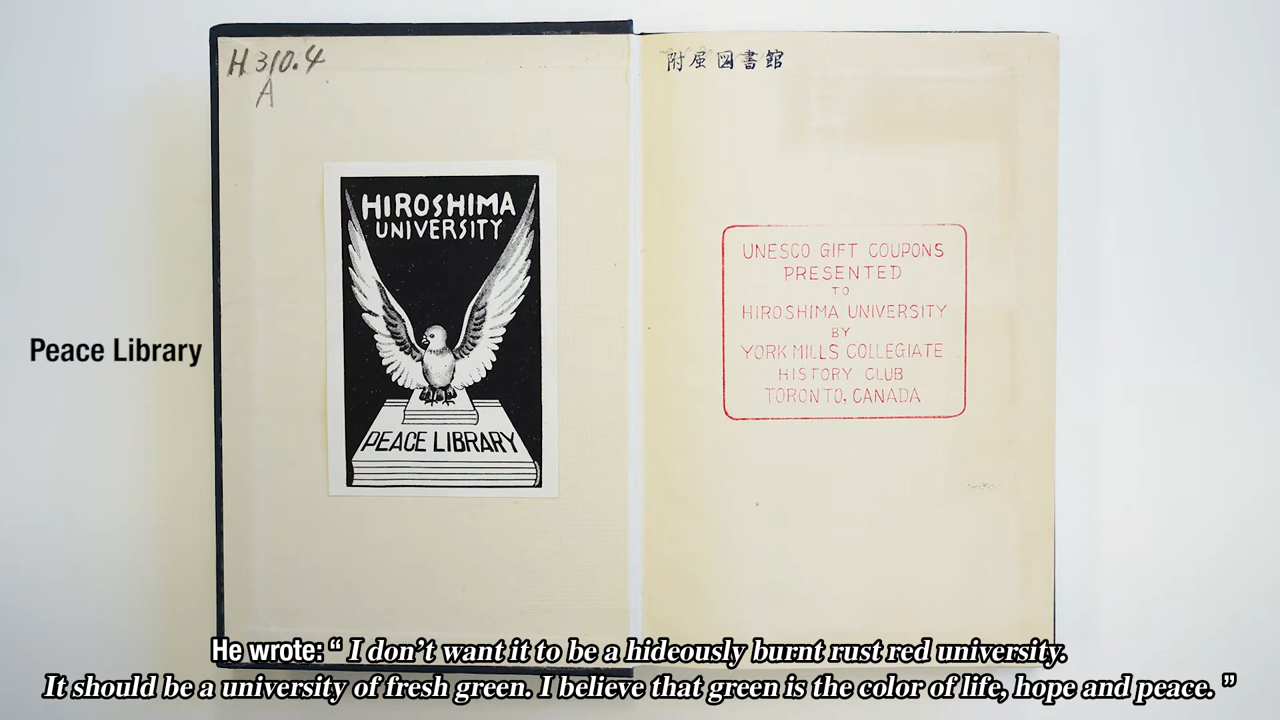 H 310.4
A
附屋図書館
HIROSHIMA
UNIVERSITY
PEACE LIBRARY
UNESCO GIFT COUPONS
PRESENTED
TO
HIROSHIMA UNIVERSITY
BY
YORK MILLS COLLEGIATE
HISTORY CLUB
TORONTO, CANADA
Peace Library
He wrote: “ I don’t want it to be a hideously burnt rust red university.
It should be a university of fresh green. I believe that green is the color of life, hope and peace. ”